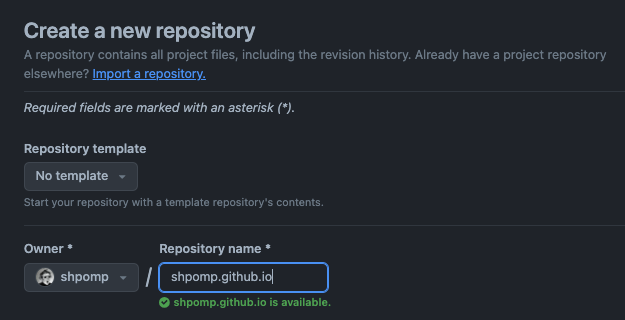 Create a new repository
A repository contains all project files, including the revision history. Already have a project repository
elsewhere? Import a repository.
Required fields are marked with an asterisk (*).
Repository template
No template
Start your repository with a template repository's contents.
Owner * Repository name *
shpomp / shpomp.github.io
shpomp.github.io is available.